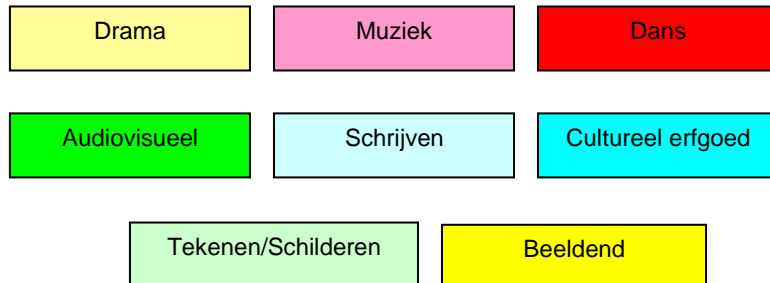 Drama
Muziek
Dans
Audiovisueel
Schrijven
Cultureel erfgoed
Tekenen/Schilderen
Beeldend